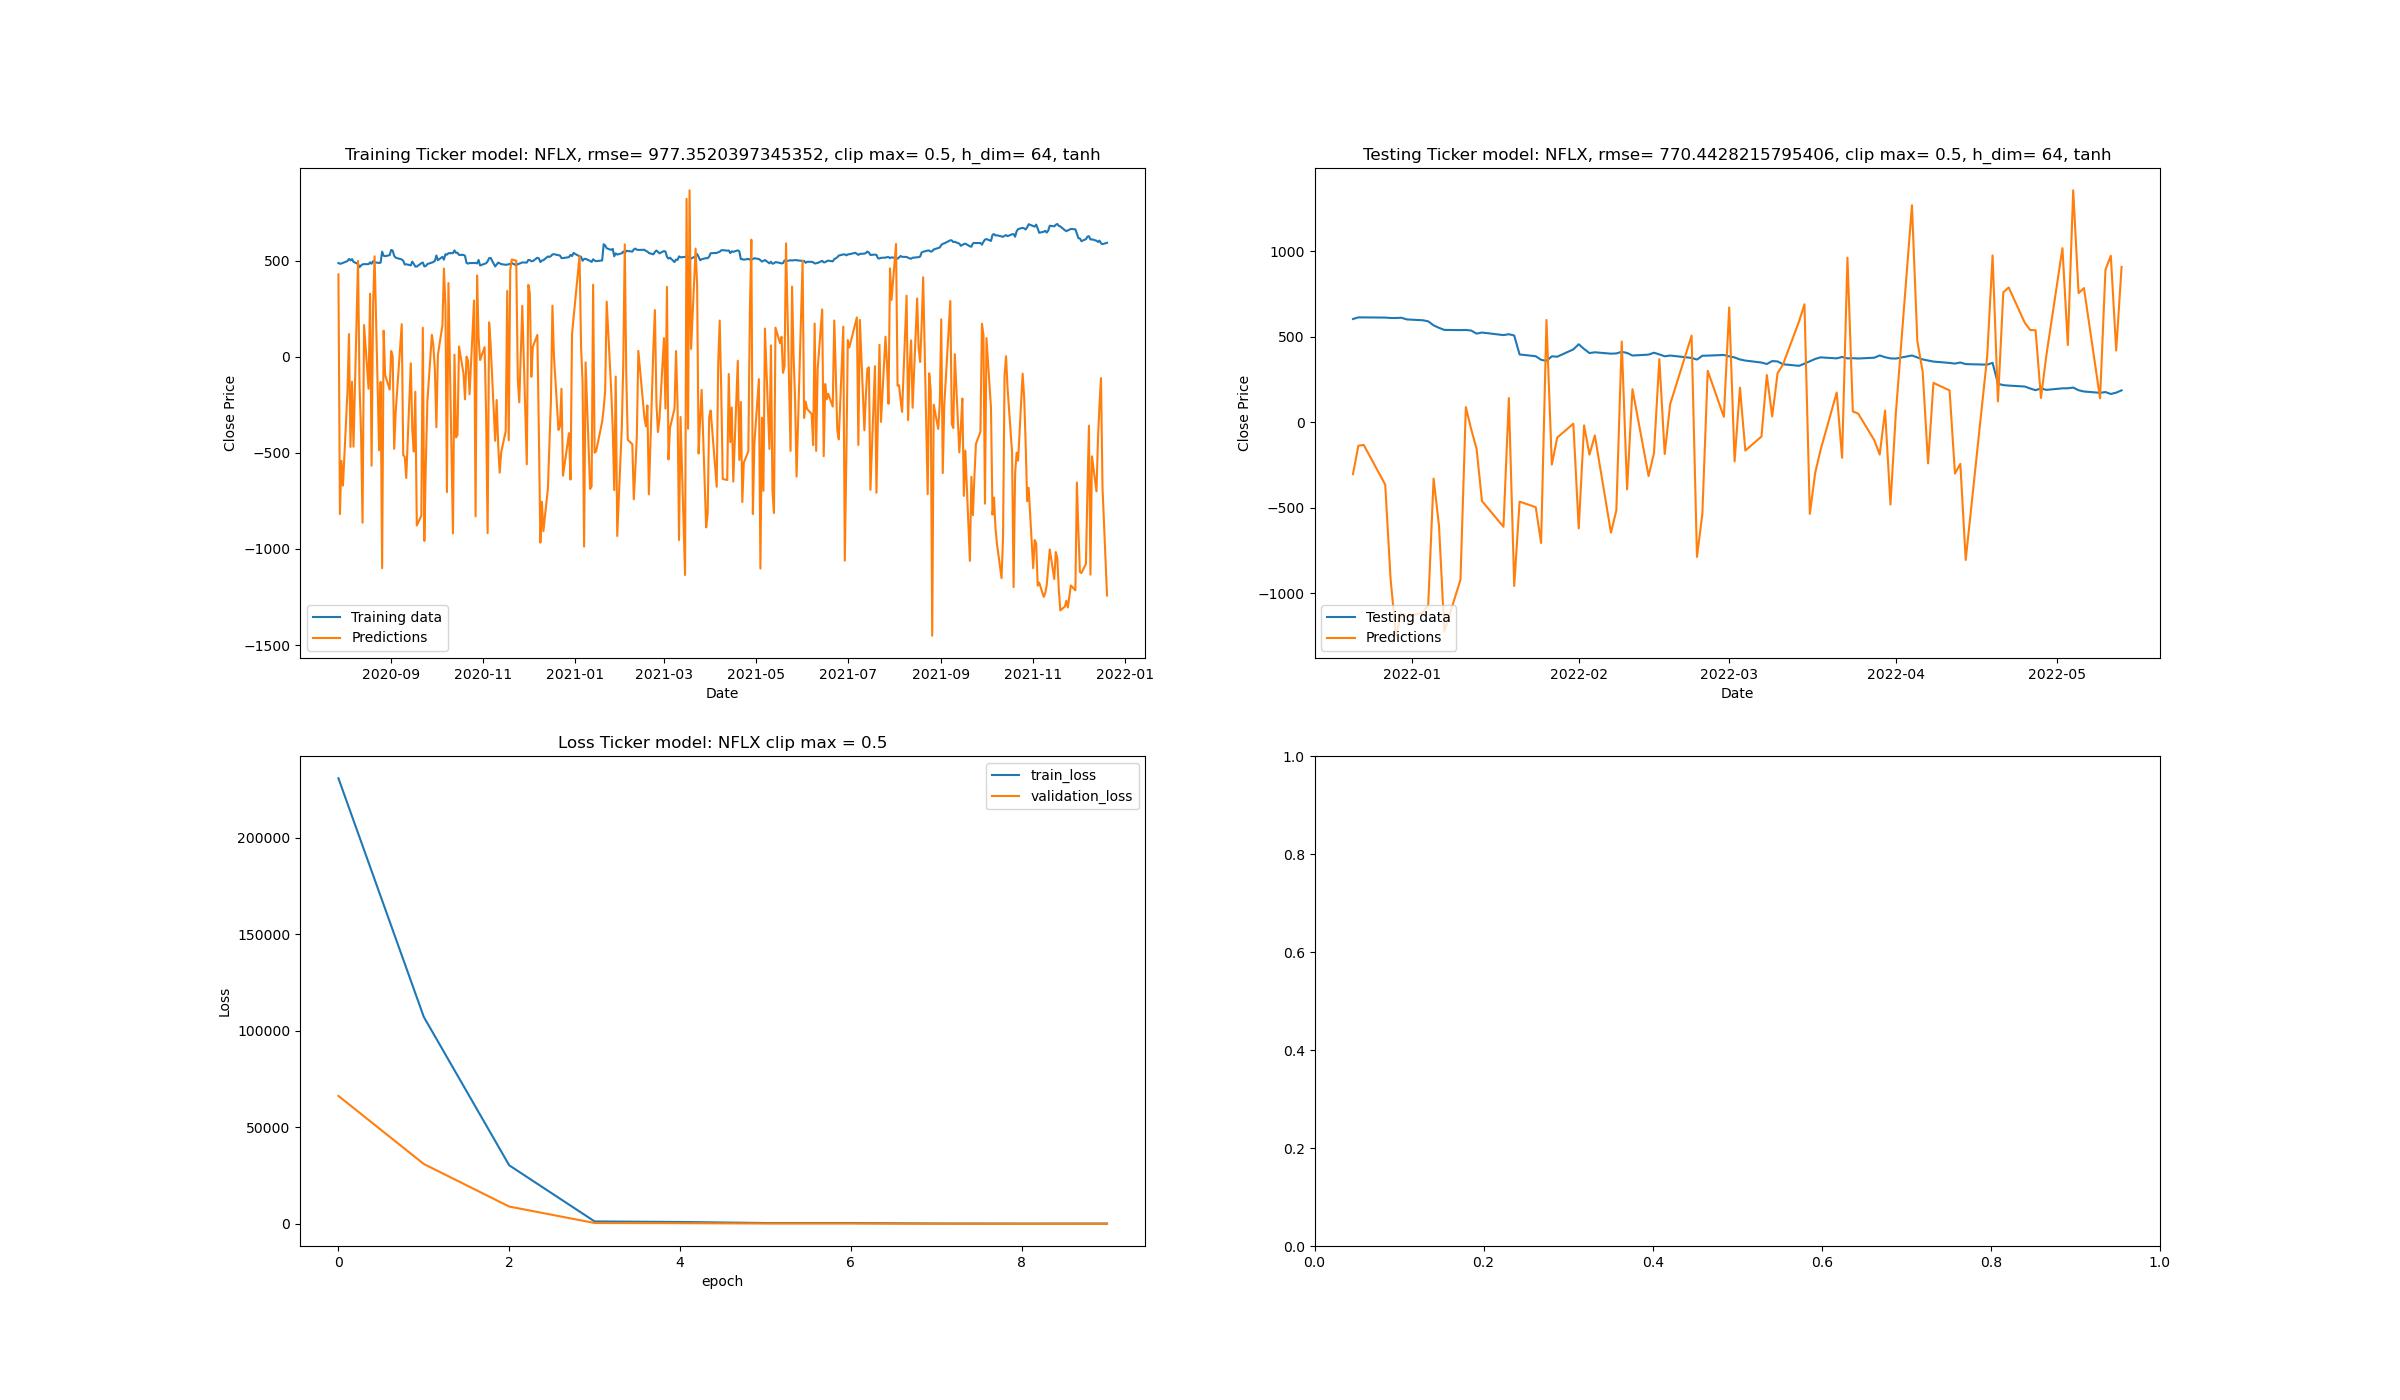 Training Ticker model: NFLX, rmse= 977.3520397345352, clip max= 0.5, h_dim= 64, tanh
500
0
−500
−1000
−1500
Close Price
Training data
Predictions
2020-09 2020-11 2021-01 2021-03 2021-05 2021-07 2021-09 2021-11 2022-01
Date
Testing Ticker model: NFLX, rmse= 770.4428215795406, clip max= 0.5, h_dim= 64, tanh
1000
500
0
−500
−1000
Close Price
Testing data
Predictions
2022-01 2022-02 2022-03 2022-04 2022-05
Date
Loss Ticker model: NFLX clip max = 0.5
train_loss
validation_loss
200000
150000
100000
50000
0
Loss
0 2 4 6 8
epoch
1.0
0.8
0.6
0.4
0.2
0.0
0.0 0.2 0.4 0.6 0.8 1.0